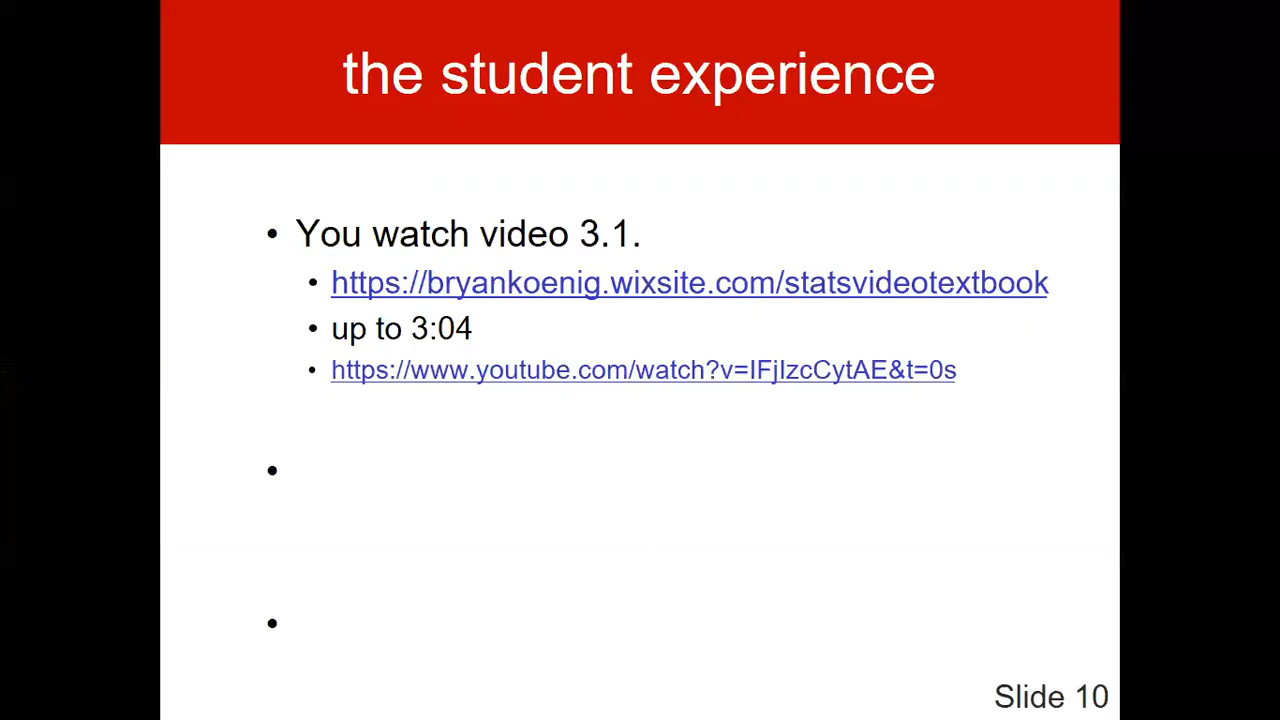 the student experience
• You watch video 3.1.
• https://bryankoenig.wixsite.com/statsvideotextbook
• up to 3:04
• https://www.youtube.com/watch?v=IFjIzcCytAE&t=0s
•
•
Slide 10